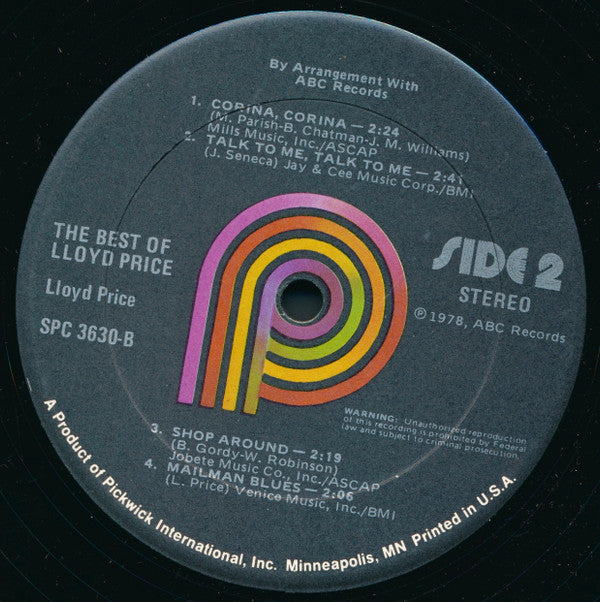 By Arrangement With
ABC Records
1. CORINA, CORINA — 2:24
(M. Parish-B. Chatman-J. M. Williams)
Mills Music, Inc./ASCAP
2. TALK TO ME, TALK TO ME — 2:41
(J. Seneca) Jay & Cee Music Corp./BMI
THE BEST OF
LLOYD PRICE
Lloyd Price
SPC 3630-B
SIDE 2
STEREO
℗ 1978, ABC Records
WARNING: Unauthorized reproduction
of this recording is prohibited by Federal
law and subject to criminal prosecution.
3. SHOP AROUND — 2:19
(B. Gordy-W. Robinson)
Jobete Music Co., Inc./ASCAP
4. MAILMAN BLUES — 2:06
(L. Price) Venice Music, Inc./BMI
A Product of Pickwick International, Inc. Minneapolis, MN Printed in U.S.A.